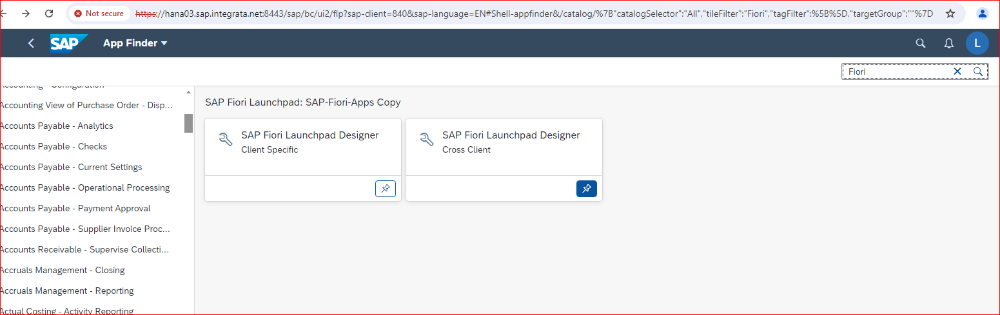 Not secure
https://hana03.sap.integrata.net:8443/sap/bc/ui2/flp?sap-client=840&sap-language=EN#Shell-appfinder&/catalog/%7B"catalogSelector":"All","tileFilter":"Fiori","tagFilter":%5B%5D,"targetGroup":""%7D
SAP
App Finder
L
Fiori
Accounting - Configuration
Accounting View of Purchase Order - Disp...
Accounts Payable - Analytics
Accounts Payable - Checks
Accounts Payable - Current Settings
Accounts Payable - Operational Processing
Accounts Payable - Payment Approval
Accounts Payable - Supplier Invoice Proc...
Accounts Receivable - Supervise Collecti...
Accruals Management - Closing
Accruals Management - Reporting
Actual Costing - Activity Reporting
SAP Fiori Launchpad: SAP-Fiori-Apps Copy
SAP Fiori Launchpad Designer
Client Specific
SAP Fiori Launchpad Designer
Cross Client